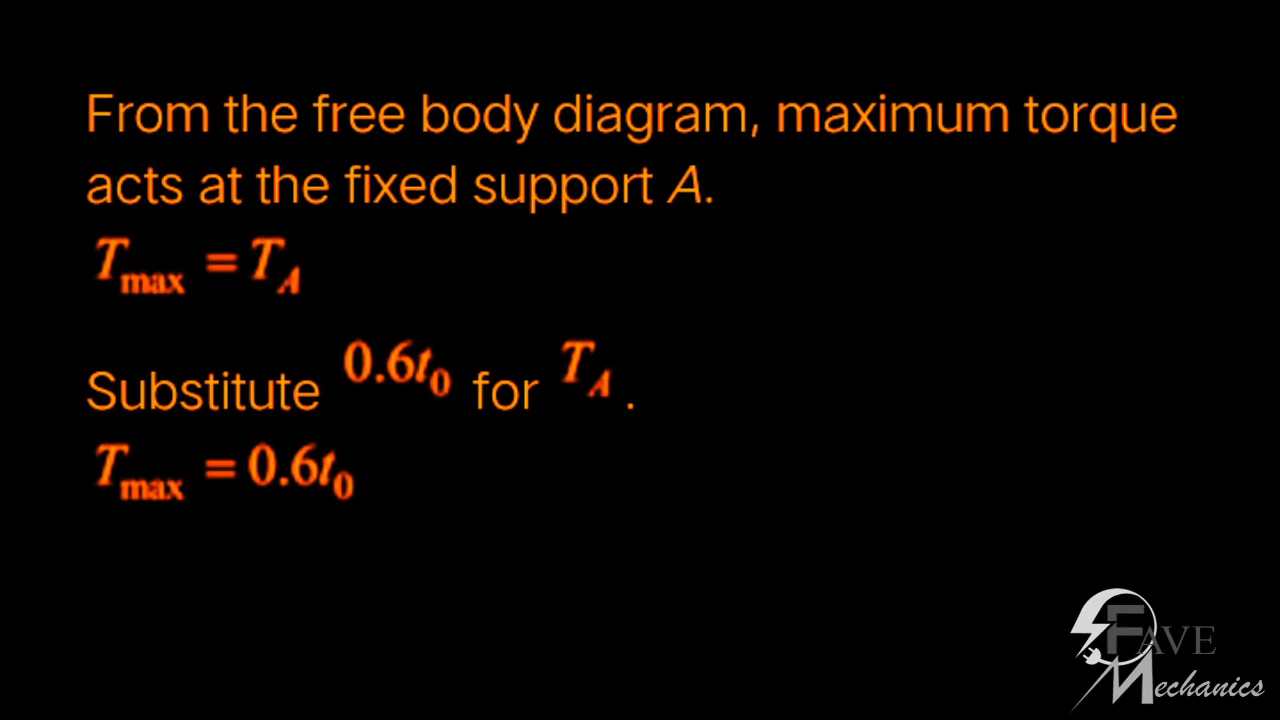 From the free body diagram, maximum torque
acts at the fixed support A.
T_max = T_A
Substitute 0.6t_0 for T_A .
T_max = 0.6t_0
FAVE
Mechanics